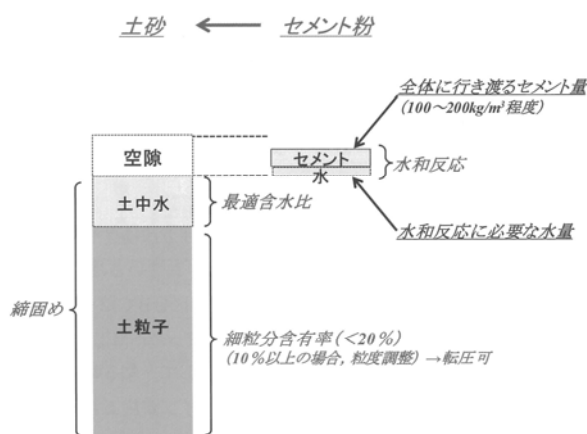 土砂 ← セメント粉
全体に行き渡るセメント量
(100～200kg/m³程度)
空隙
セメント
水
水和反応
土中水
最適含水比
水和反応に必要な水量
締固め
土粒子
細粒分含有率(<20%)
(10%以上の場合, 粒度調整) →転圧可